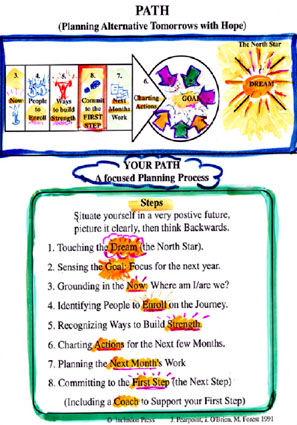 PATH
(Planning Alternative Tomorrows with Hope)
The North Star
3.
Now
4.
People
to
Enroll
5.
Ways
to build
Strength
8.
Commit
to the
FIRST
STEP
7.
Next
Months
Work
6.
Charting
Actions
GOAL
DREAM
YOUR PATH
A focused Planning Process
Steps
Situate yourself in a very postive future,
picture it clearly, then think Backwards.
1. Touching the Dream (the North Star).
2. Sensing the Goal: Focus for the next year.
3. Grounding in the Now: Where am I/are we?
4. Identifying People to Enroll on the Journey.
5. Recognizing Ways to Build Strength.
6. Charting Actions for the Next few Months.
7. Planning the Next Month's Work
8. Committing to the First Step (the Next Step)
(Including a Coach to Support your First Step)
© Inclusion Press J. Pearpoint, J. O'Brien, M. Forest 1991